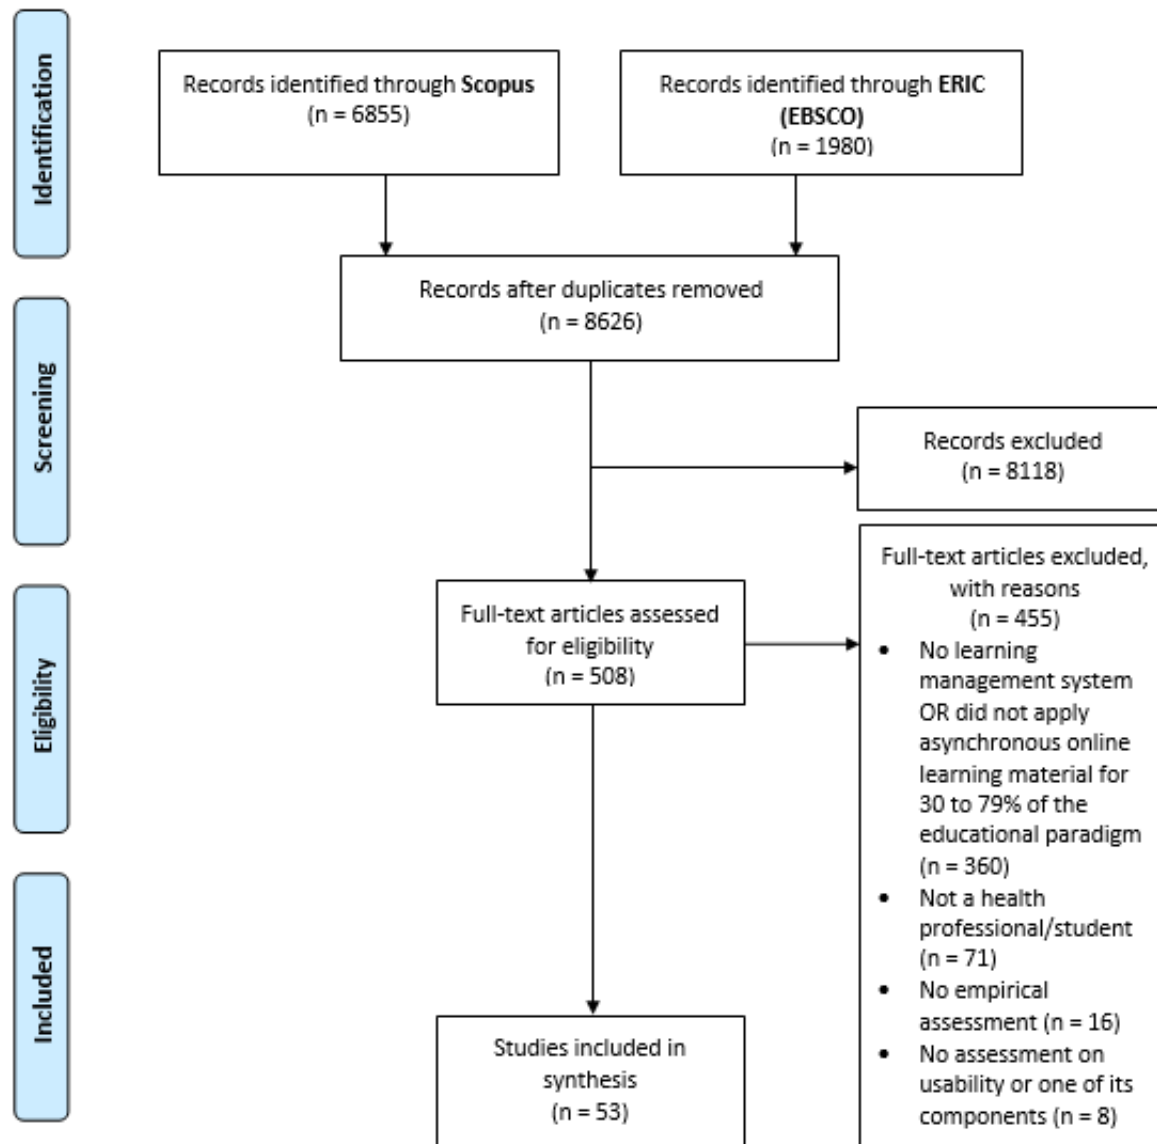 Identification
Records identified through Scopus
(n = 6855)
Records identified through ERIC
(EBSCO)
(n = 1980)
Records after duplicates removed
(n = 8626)
Screening
Records excluded
(n = 8118)
Eligibility
Full-text articles assessed
for eligibility
(n = 508)
Full-text articles excluded,
with reasons
(n = 455)
• No learning
management system
OR did not apply
asynchronous online
learning material for
30 to 79% of the
educational paradigm
(n = 360)
• Not a health
professional/student
(n = 71)
• No empirical
assessment (n = 16)
• No assessment on
usability or one of its
components (n = 8)
Included
Studies included in
synthesis
(n = 53)